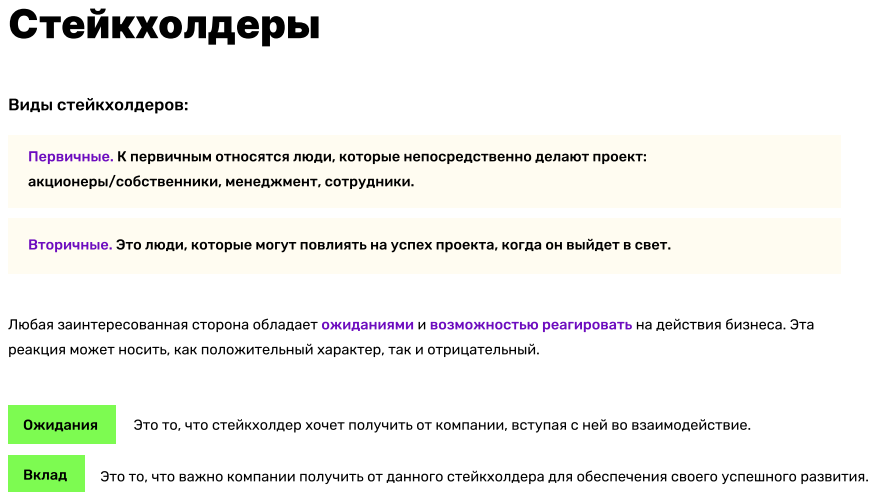 Стейкхолдеры
Виды стейкхолдеров:
Первичные. К первичным относятся люди, которые непосредственно делают проект:
акционеры/собственники, менеджмент, сотрудники.
Вторичные. Это люди, которые могут повлиять на успех проекта, когда он выйдет в свет.
Любая заинтересованная сторона обладает ожиданиями и возможностью реагировать на действия бизнеса. Эта
реакция может носить, как положительный характер, так и отрицательный.
Ожидания Это то, что стейкхолдер хочет получить от компании, вступая с ней во взаимодействие.
Вклад Это то, что важно компании получить от данного стейкхолдера для обеспечения своего успешного развития.